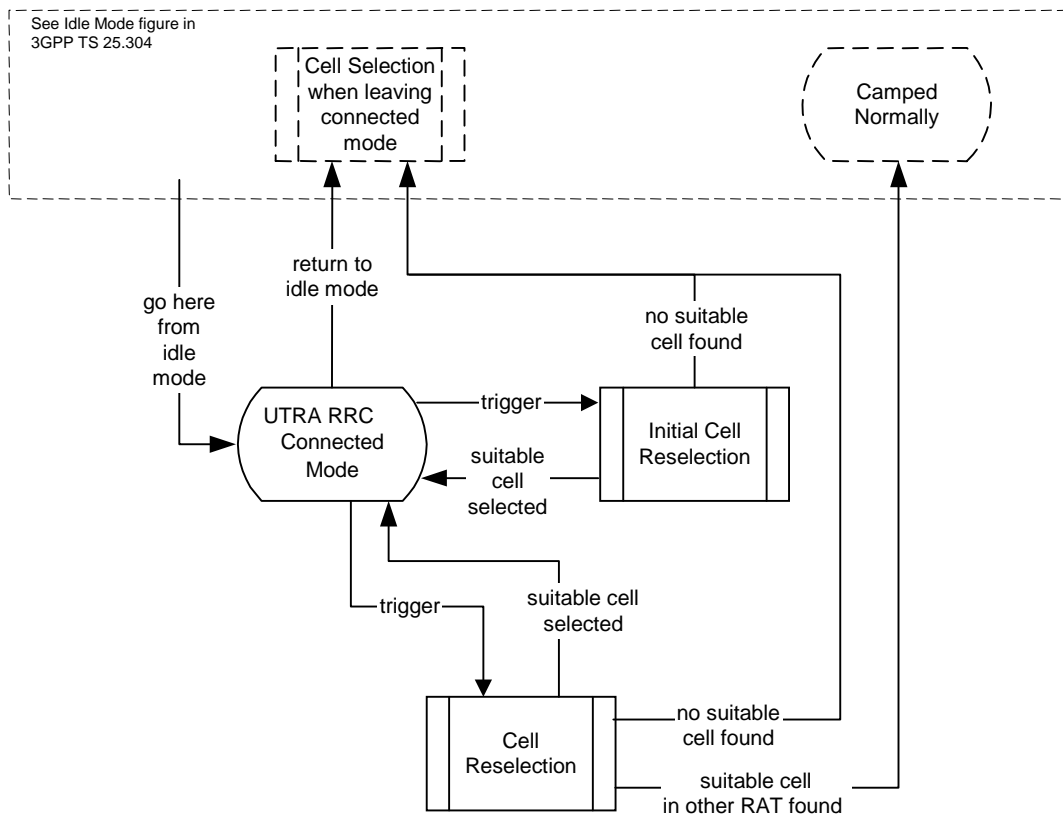 See Idle Mode figure in
3GPP TS 25.304
Cell Selection
when leaving
connected
mode
Camped
Normally
return to
idle mode
go here
from
idle
mode
no suitable
cell found
UTRA RRC
Connected
Mode
trigger
Initial Cell
Reselection
suitable
cell
selected
trigger
suitable cell
selected
Cell
Reselection
no suitable
cell found
suitable cell
in other RAT found